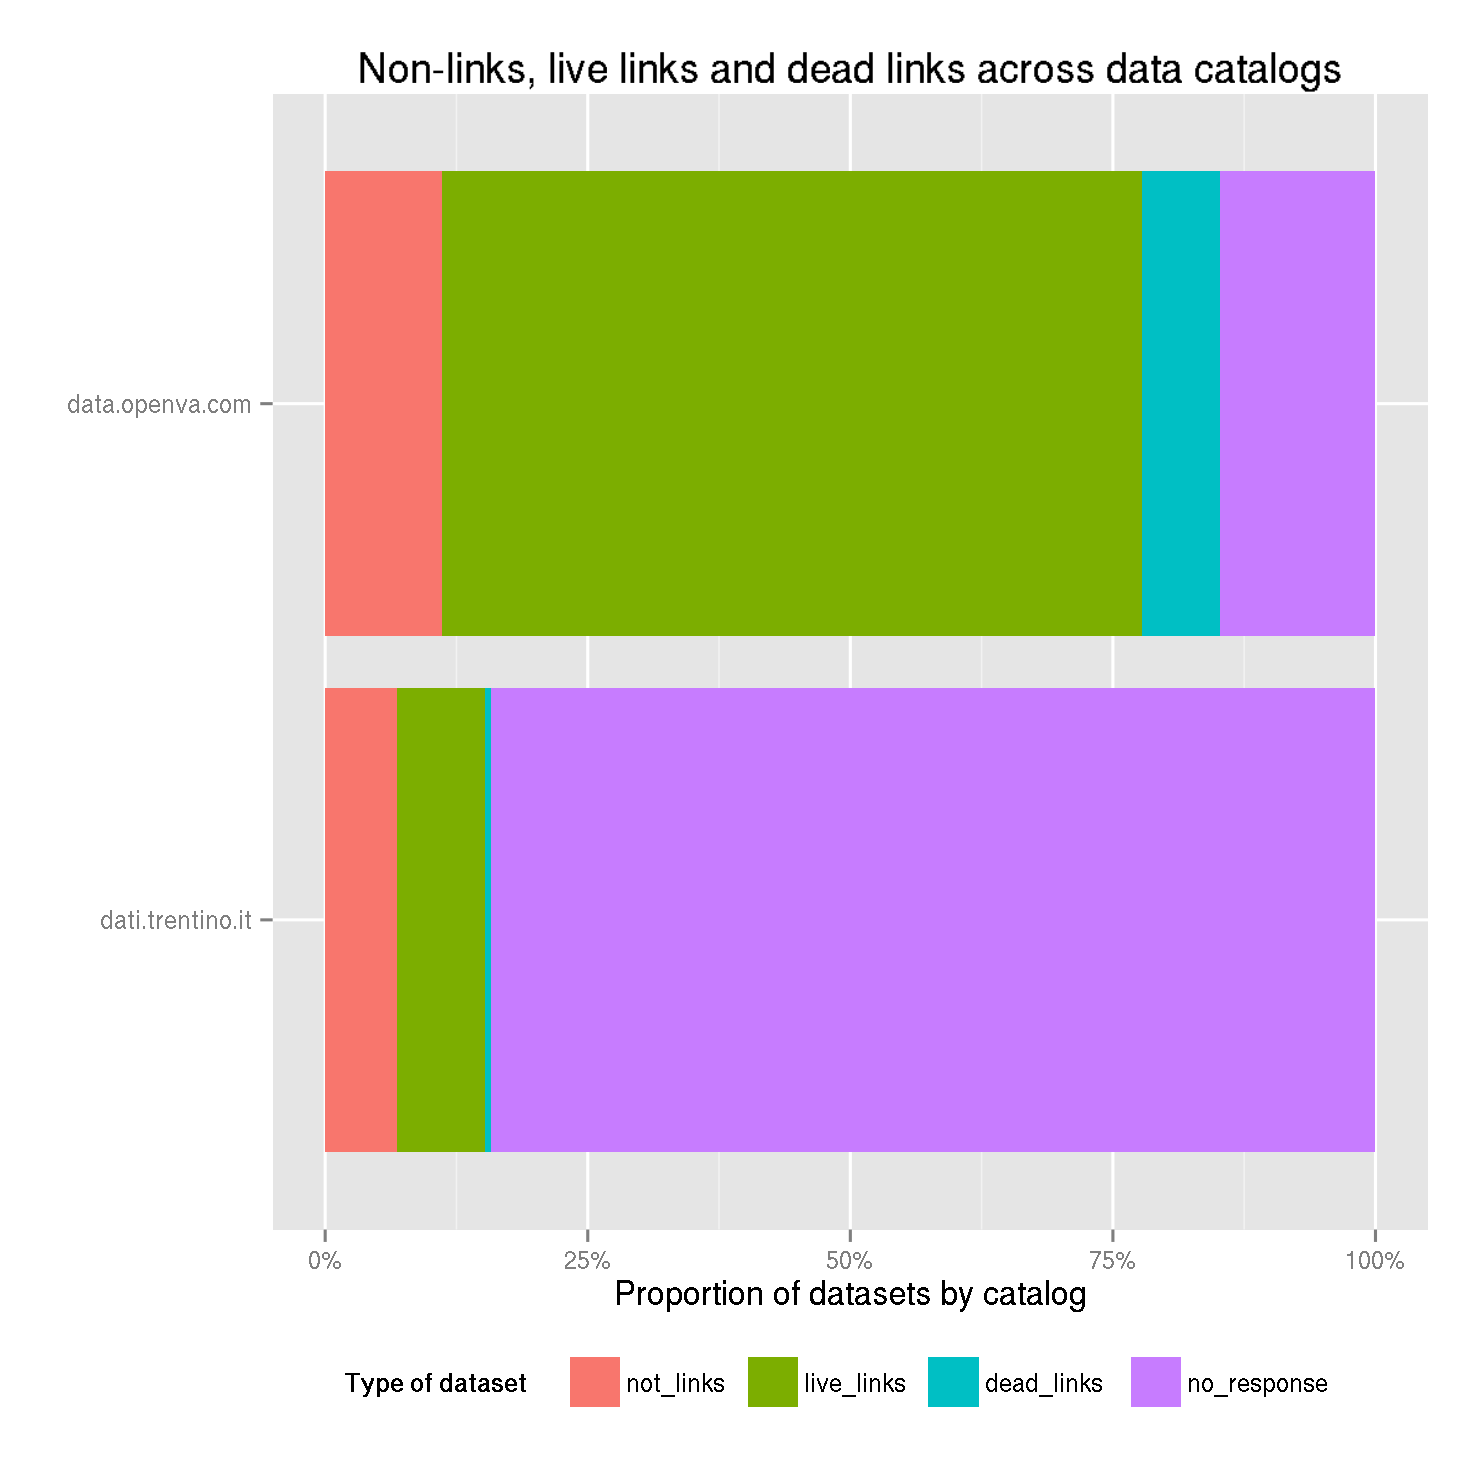 Non-links, live links and dead links across data catalogs
data.openva.com
dati.trentino.it
0% 25% 50% 75% 100%
Proportion of datasets by catalog
Type of dataset not_links live_links dead_links no_response